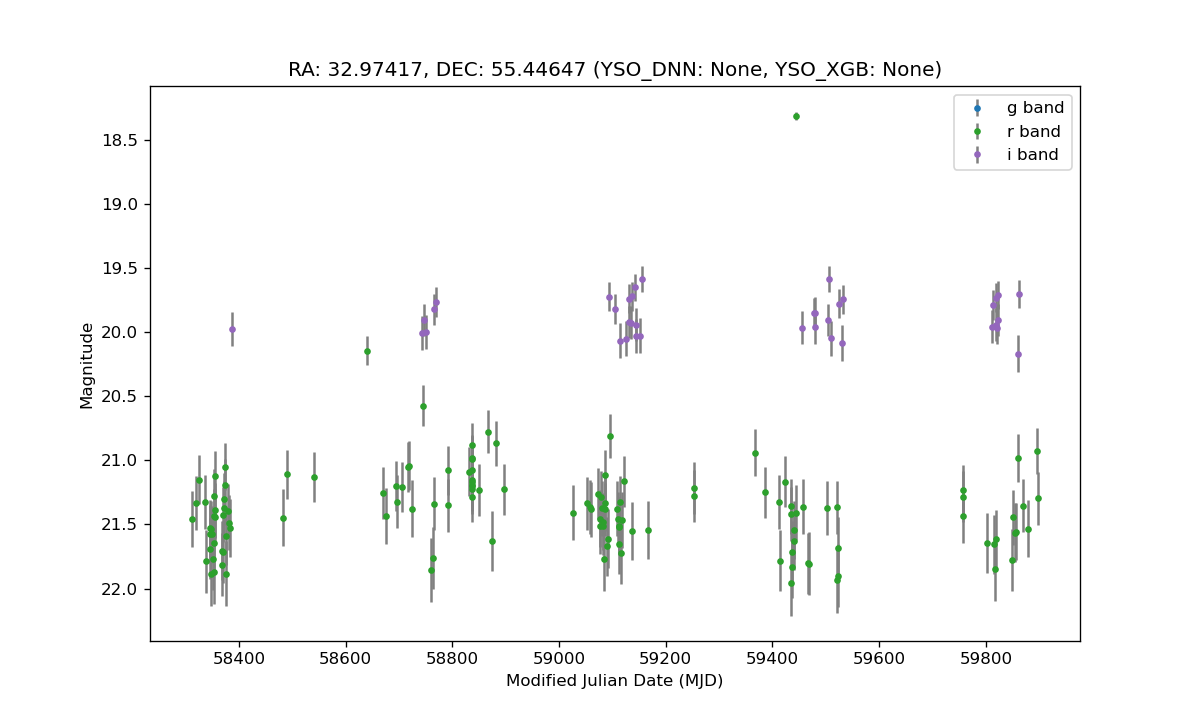 RA: 32.97417, DEC: 55.44647 (YSO_DNN: None, YSO_XGB: None)
g band
r band
i band
18.5
19.0
19.5
20.0
20.5
21.0
21.5
22.0
Magnitude
58400
58600
58800
59000
59200
59400
59600
59800
Modified Julian Date (MJD)